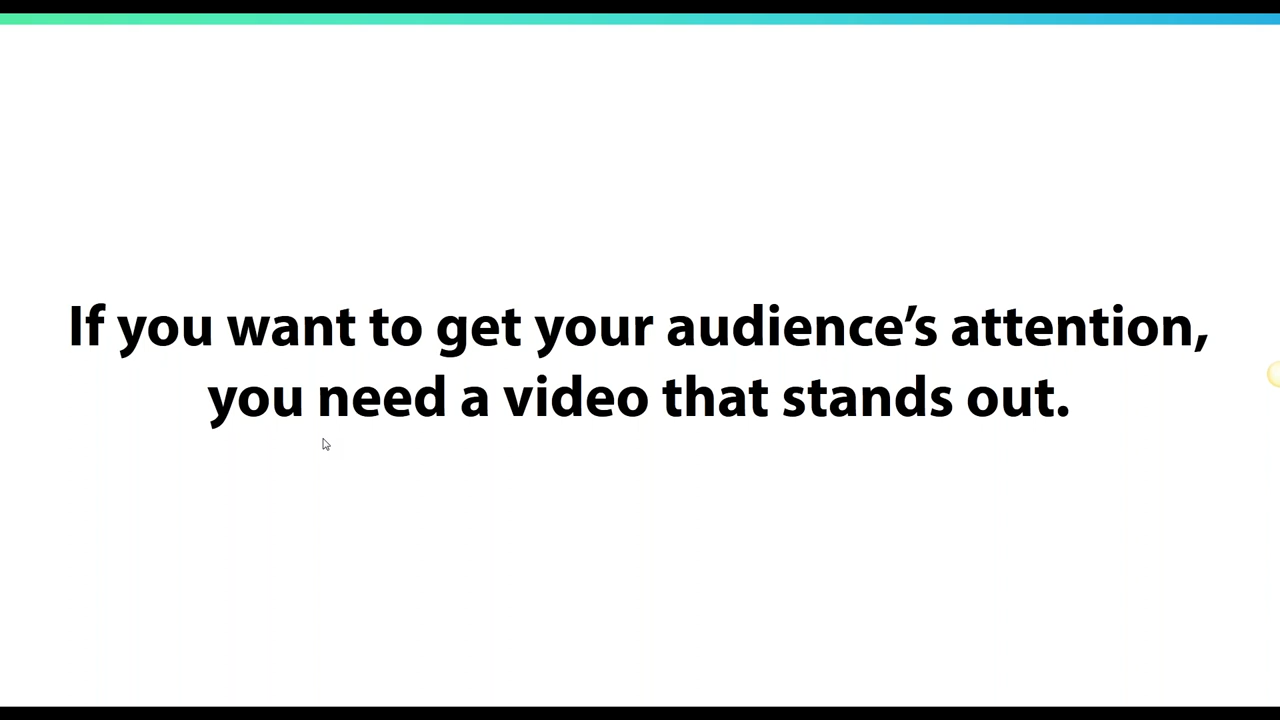 If you want to get your audience’s attention,
you need a video that stands out.